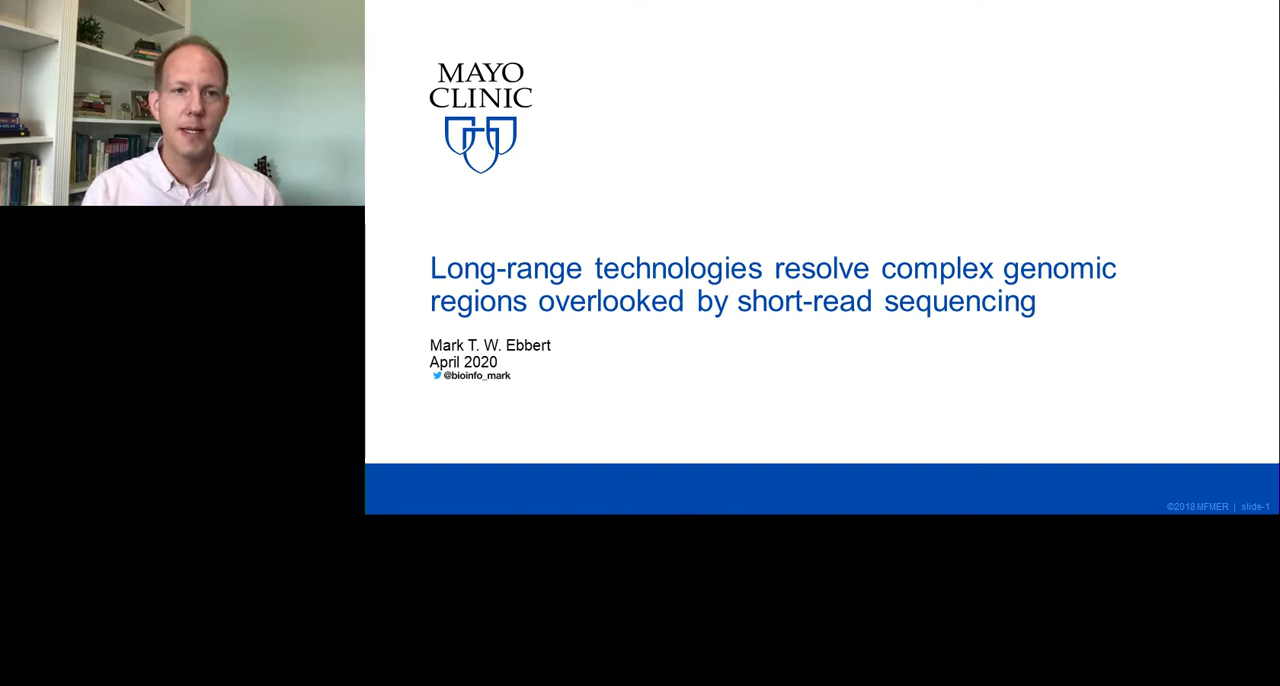 MAYO
CLINIC
Long-range technologies resolve complex genomic
regions overlooked by short-read sequencing
Mark T. W. Ebbert
April 2020
@bioinfo_mark
©2018 MFMER | slide-1